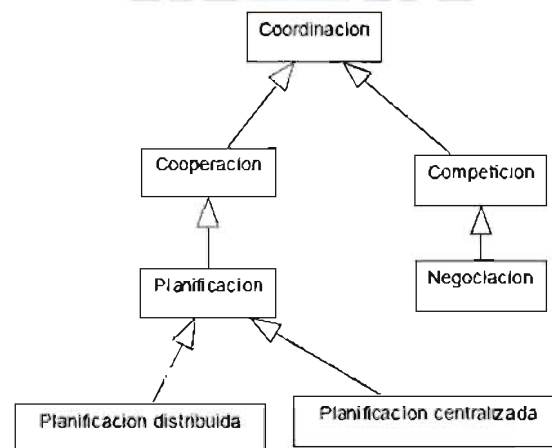 Coordinacion
Cooperacion
Competicion
Planificacion
Negociacion
Planificacion distribuida
Planificacion centralizada